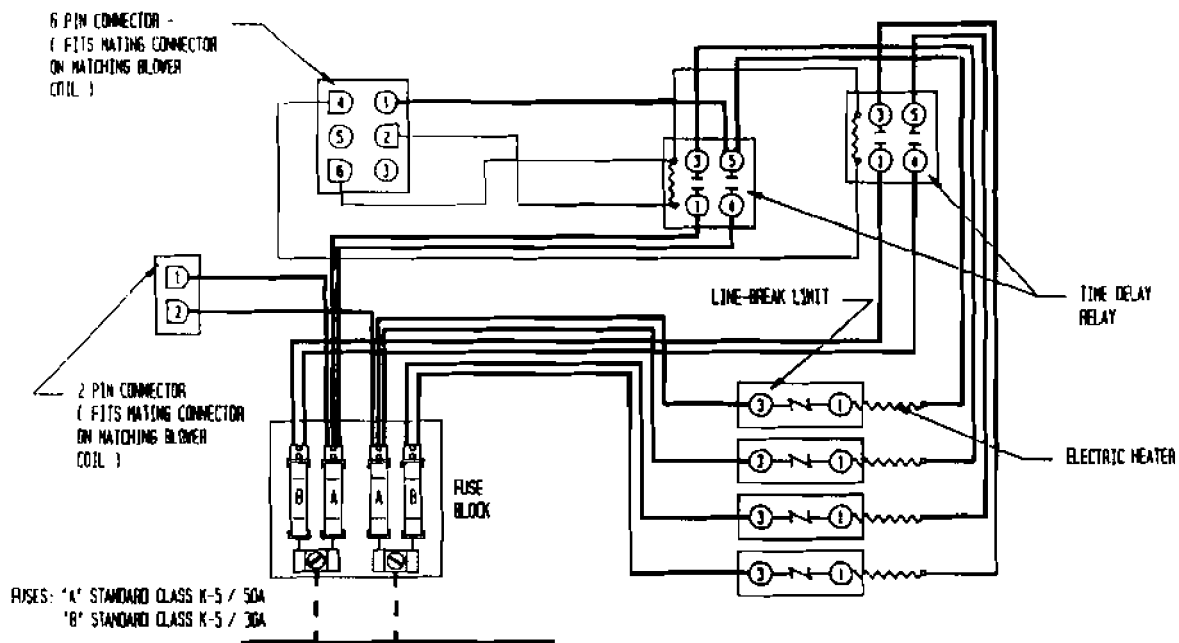 6 PIN CONNECTOR -
( FITS MATING CONNECTOR
ON MATCHING BLOWER
COIL )
4 1
5 2
6 3
3 5
1 4
3 5
3 4
1
2
LINE-BREAK LIMIT
TIME DELAY
RELAY
2 PIN CONNECTOR
( FITS MATING CONNECTOR
ON MATCHING BLOWER
COIL )
3 1
3 1
3 1
3 1
ELECTRIC HEATER
B A A B
FUSE
BLOCK
FUSES: "A" STANDARD CLASS K-5 / 50A
"B" STANDARD CLASS K-5 / 30A